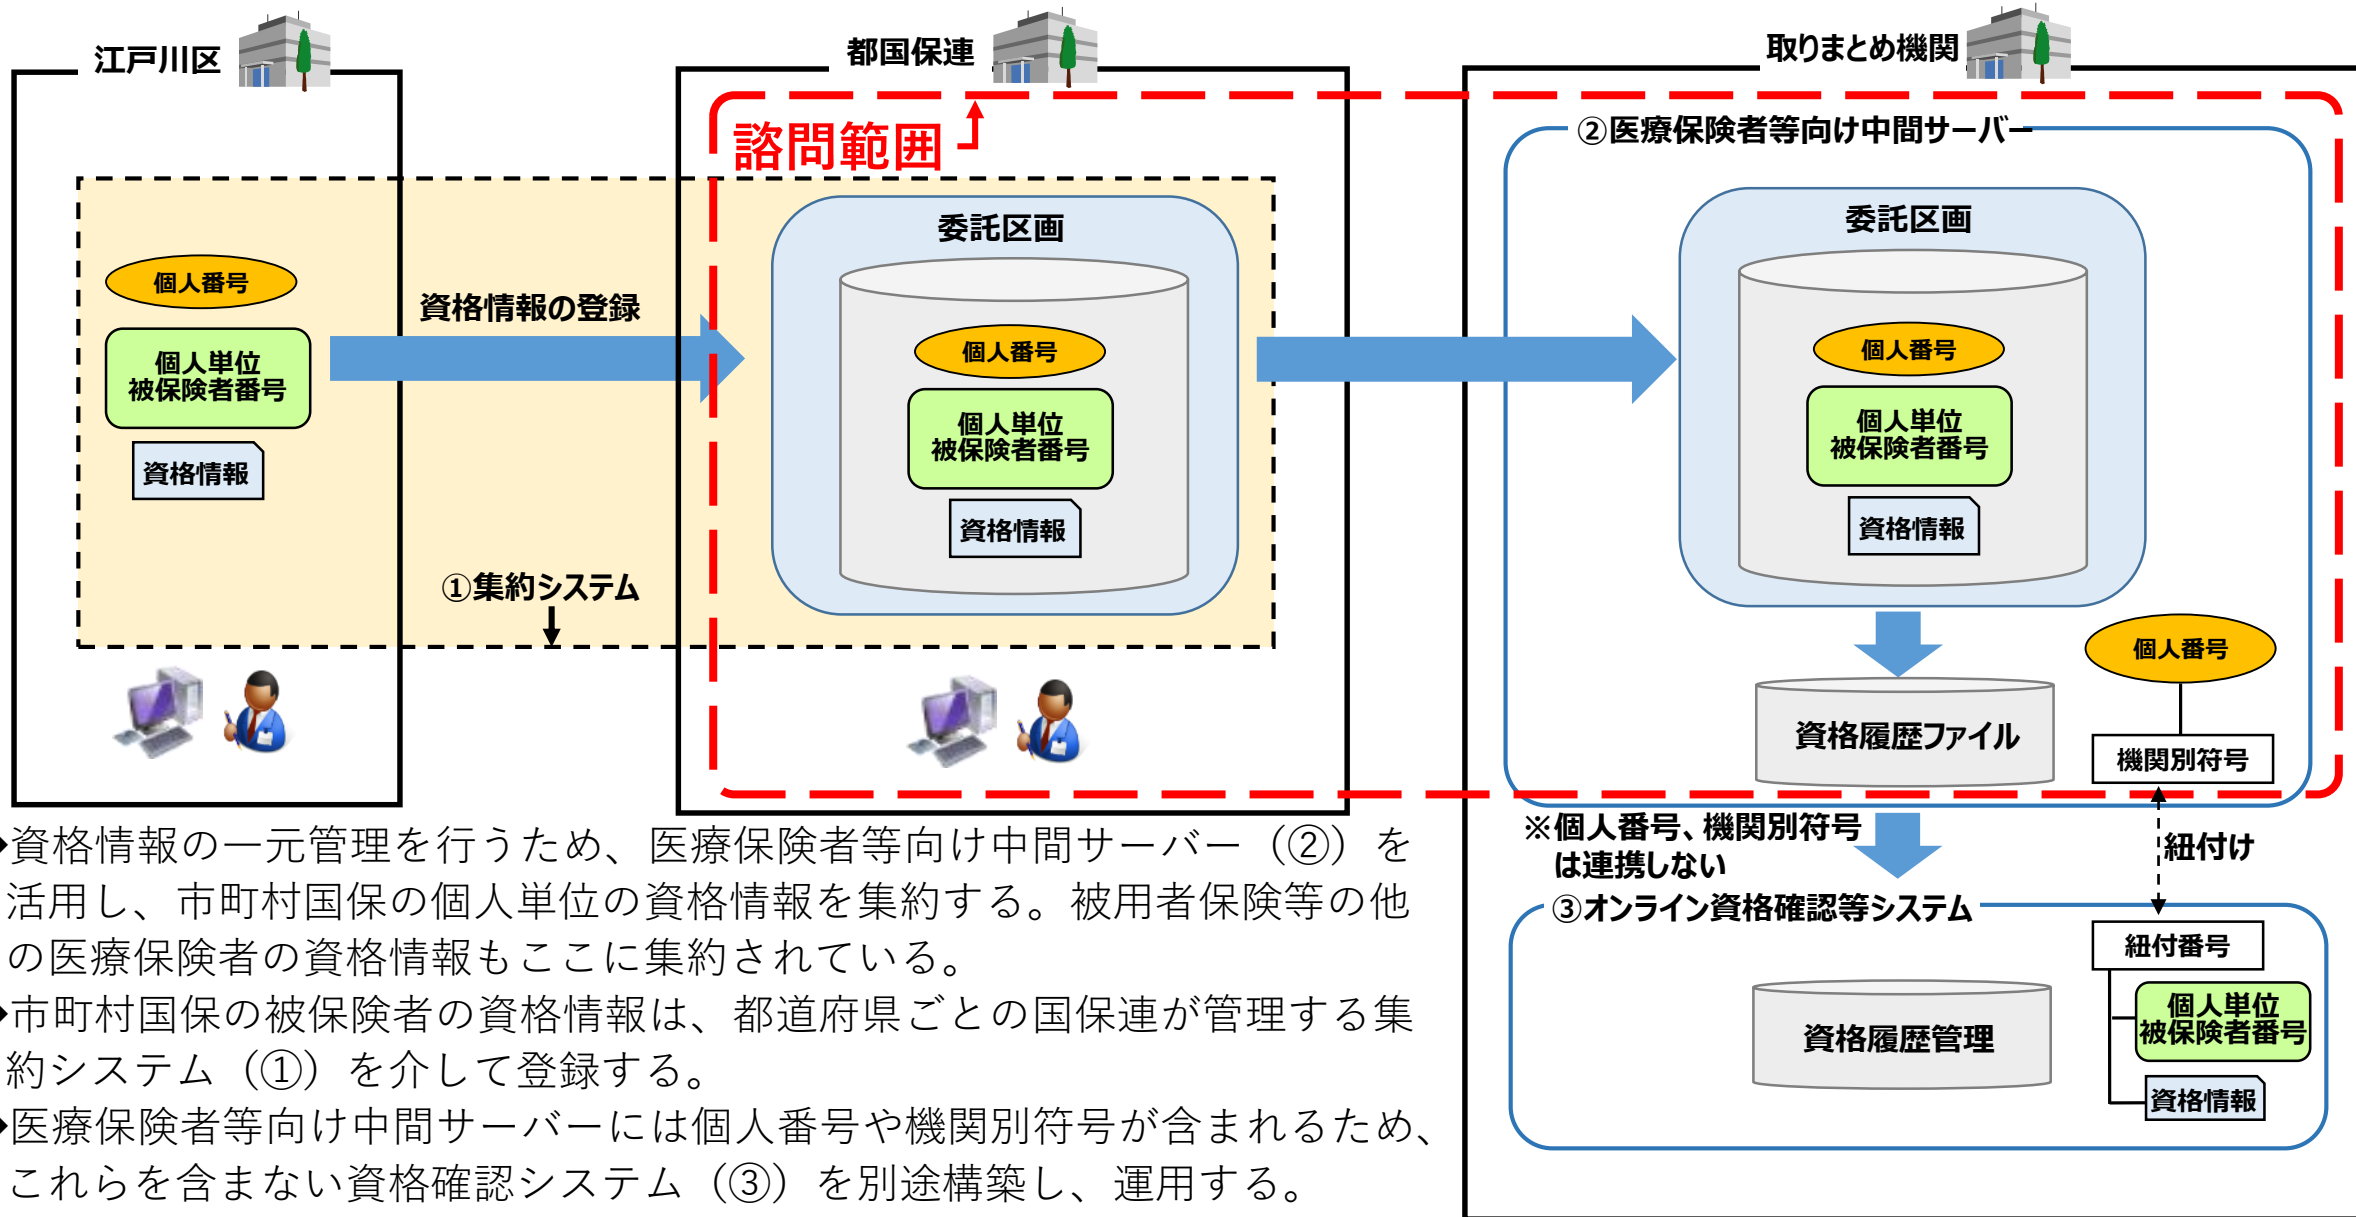 江戸川区
都国保連
取りまとめ機関
諮問範囲
②医療保険者等向け中間サーバー
個人番号
個人単位
被保険者番号
資格情報
資格情報の登録
①集約システム
委託区画
個人番号
個人単位
被保険者番号
資格情報
委託区画
個人番号
個人単位
被保険者番号
資格情報
資格履歴ファイル
個人番号
機関別符号
※個人番号、機関別符号
は連携しない
紐付け
③オンライン資格確認等システム
資格履歴管理
紐付番号
個人単位
被保険者番号
資格情報
◆資格情報の一元管理を行うため、医療保険者等向け中間サーバー（②）を
活用し、市町村国保の個人単位の資格情報を集約する。被用者保険等の他
の医療保険者の資格情報もここに集約されている。
◆市町村国保の被保険者の資格情報は、都道府県ごとの国保連が管理する集
約システム（①）を介して登録する。
◆医療保険者等向け中間サーバーには個人番号や機関別符号が含まれるため、
これらを含まない資格確認システム（③）を別途構築し、運用する。